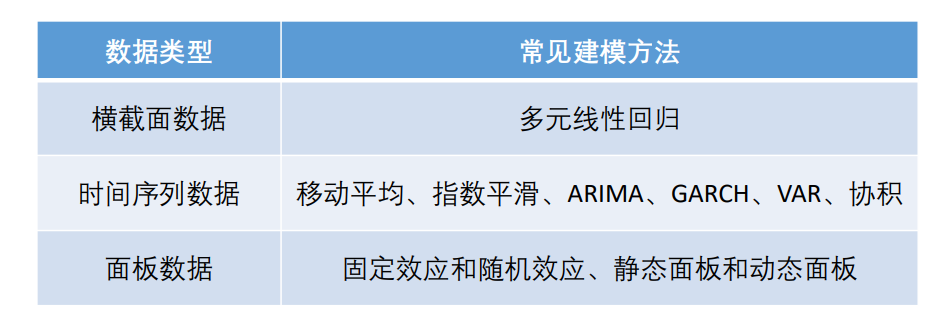 数据类型 常见建模方法
横截面数据 多元线性回归
时间序列数据 移动平均、指数平滑、ARIMA、GARCH、VAR、协积
面板数据 固定效应和随机效应、静态面板和动态面板